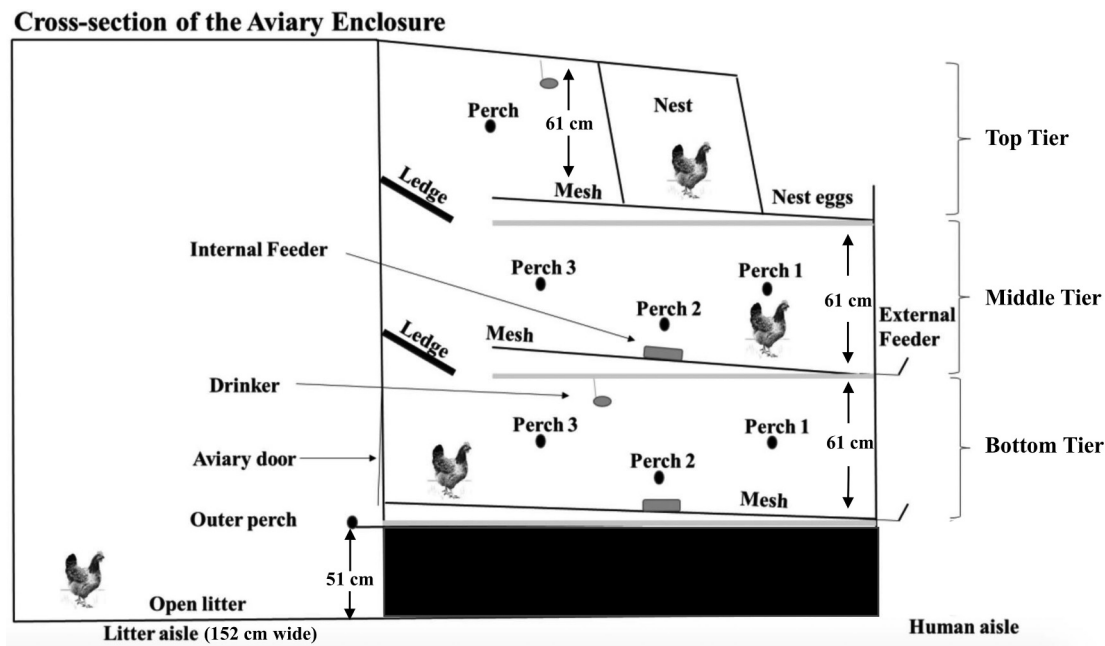 Cross-section of the Aviary Enclosure
Perch
61 cm
Nest
Top Tier
Ledge
Mesh
Nest eggs
Internal Feeder
Perch 3
Perch 1
61 cm
Middle Tier
Perch 2
External
Feeder
Ledge
Mesh
Drinker
Perch 3
Perch 1
61 cm
Bottom Tier
Aviary door
Perch 2
Mesh
Outer perch
51 cm
Open litter
Litter aisle (152 cm wide)
Human aisle